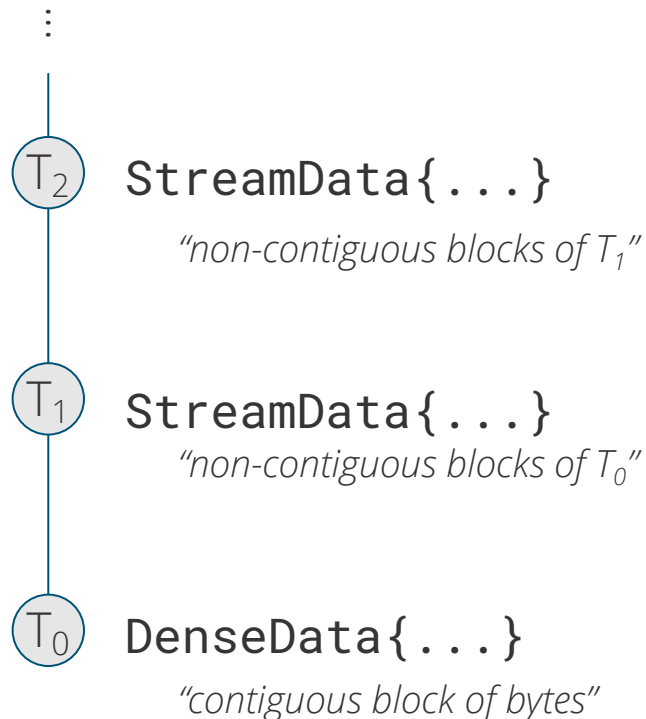 ⋮
T₂ StreamData{...}
“non-contiguous blocks of T₁”
T₁ StreamData{...}
“non-contiguous blocks of T₀”
T₀ DenseData{...}
“contiguous block of bytes”